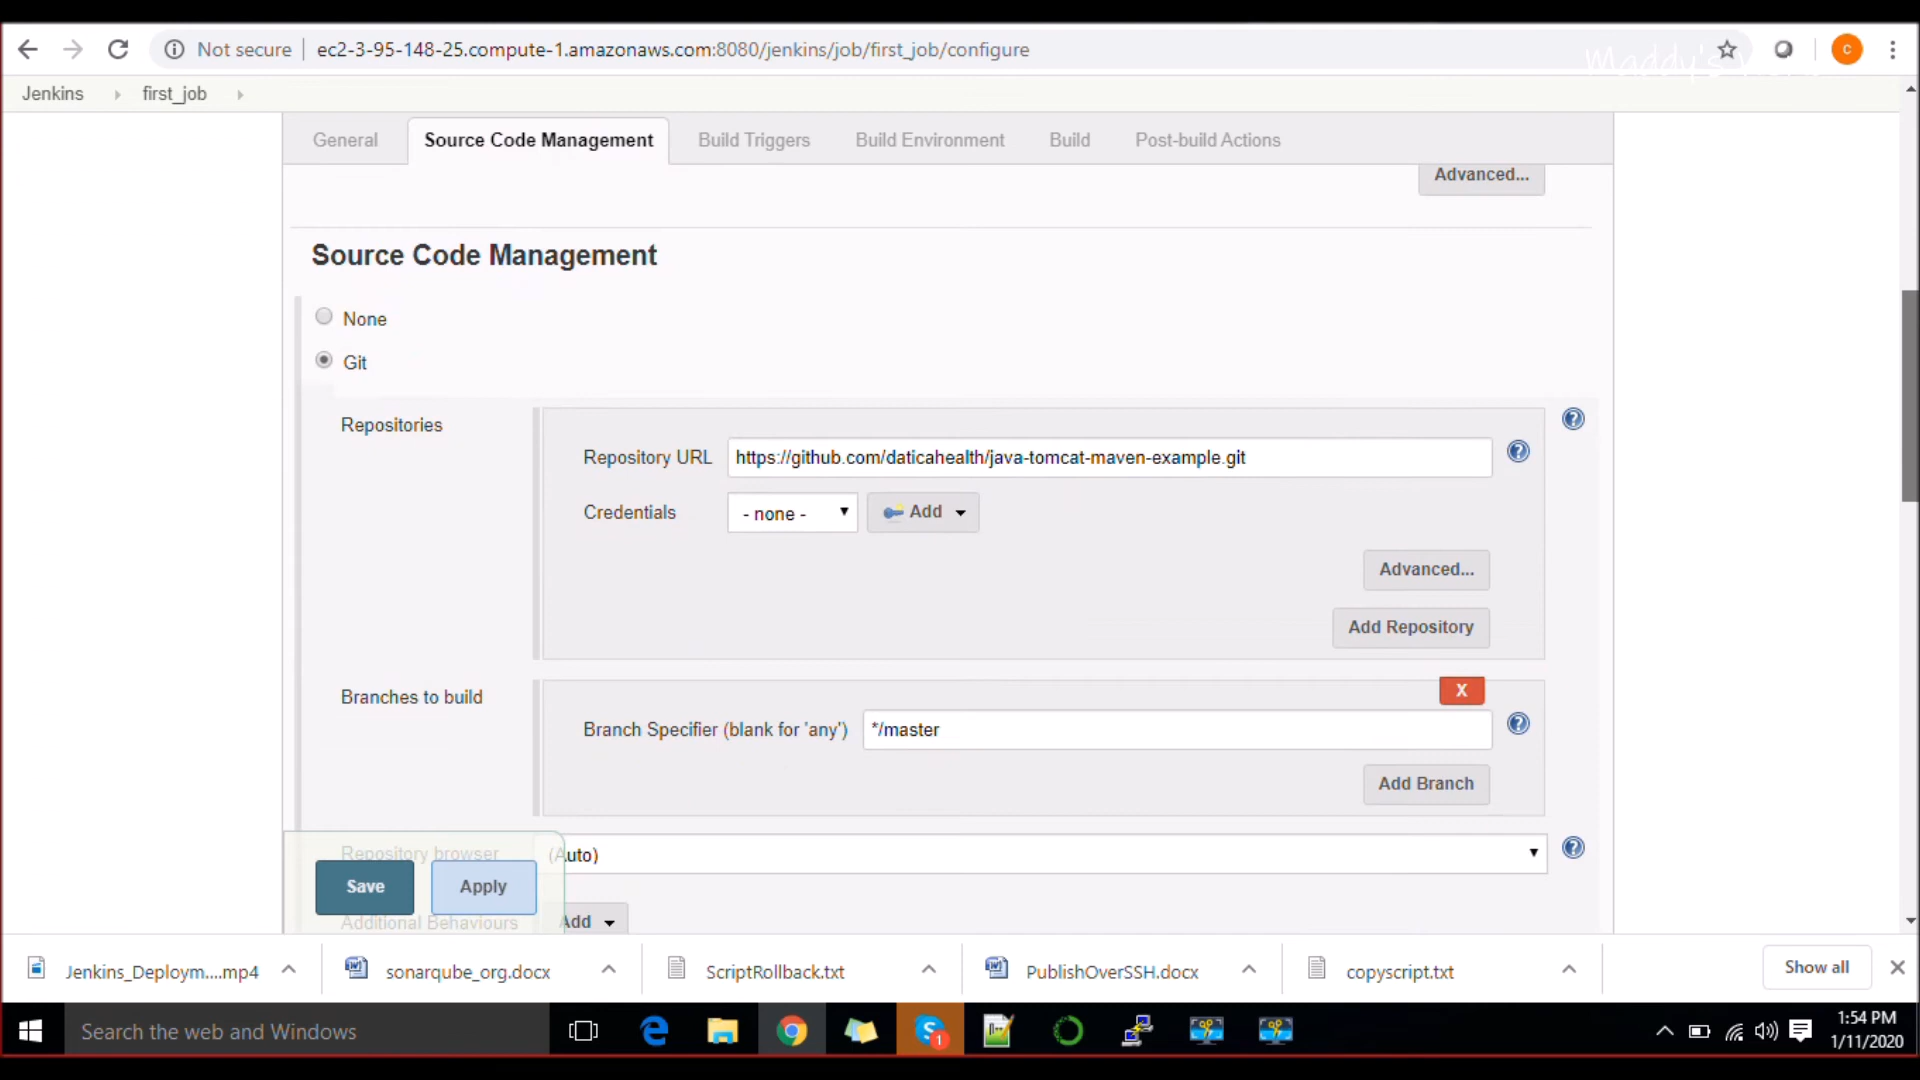 Not secure
ec2-3-95-148-25.compute-1.amazonaws.com:8080/jenkins/job/first_job/configure
Maddy's
c
Jenkins
first_job
General
Source Code Management
Build Triggers
Build Environment
Build
Post-build Actions
Advanced...
Source Code Management
None
Git
Repositories
Repository URL
https://github.com/daticahealth/java-tomcat-maven-example.git
Credentials
- none -
Add
Advanced...
Add Repository
X
Branches to build
Branch Specifier (blank for 'any')
*/master
Add Branch
Repository browser
(Auto)
Save
Apply
Additional Behaviours
Add
Jenkins_Deploym....mp4
sonarqube_org.docx
ScriptRollback.txt
PublishOverSSH.docx
copyscript.txt
Show all
Search the web and Windows
1
1:54 PM
1/11/2020